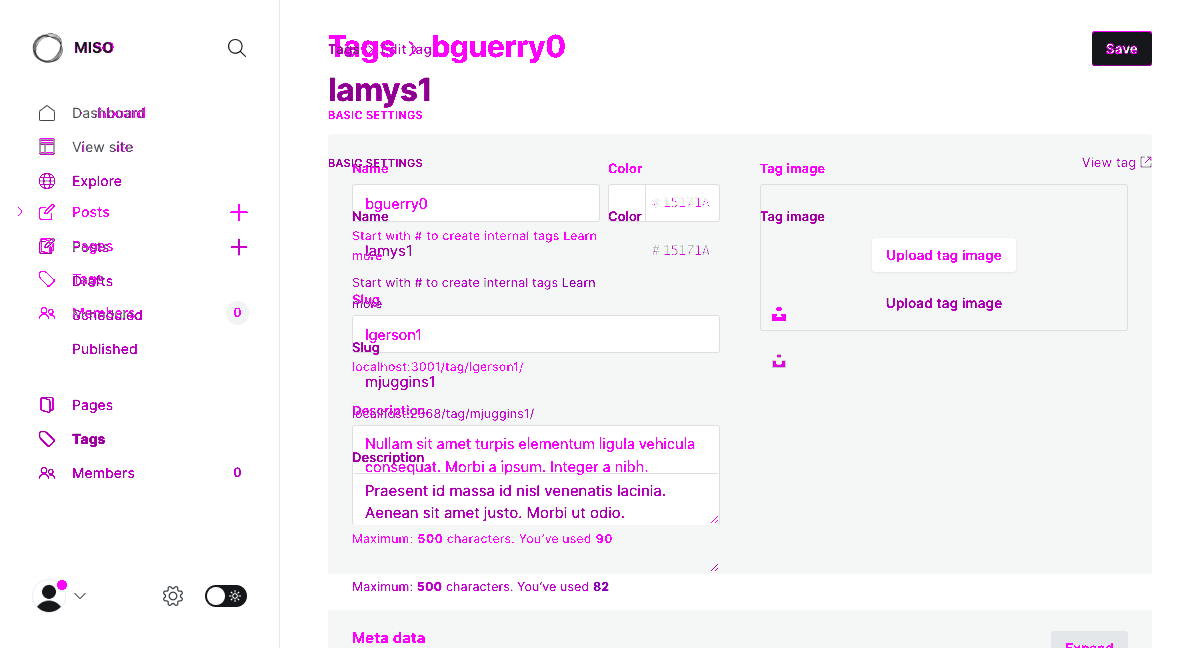 MISO
Dashboard
View site
Explore
Posts
Pages
Posts
Tags
Drafts
Members
Scheduled
0
Published
Pages
Tags
Members
0
Tags
bguerry0
Tags
Edit tag
Save
lamys1
BASIC SETTINGS
BASIC SETTINGS
View tag
Name
Color
Tag image
bguerry0
# 15171A
Name
Color
Tag image
Start with # to create internal tags Learn
more
lamys1
# 15171A
Upload tag image
Start with # to create internal tags Learn
more
Upload tag image
Slug
lgerson1
Slug
localhost:3001/tag/lgerson1/
mjuggins1
Description
localhost:2368/tag/mjuggins1/
Nullam sit amet turpis elementum ligula vehicula
consequat. Morbi a ipsum. Integer a nibh.
Description
Praesent id massa id nisl venenatis lacinia.
Aenean sit amet justo. Morbi ut odio.
Maximum: 500 characters. You've used 90
Maximum: 500 characters. You've used 82
Meta data
Expand